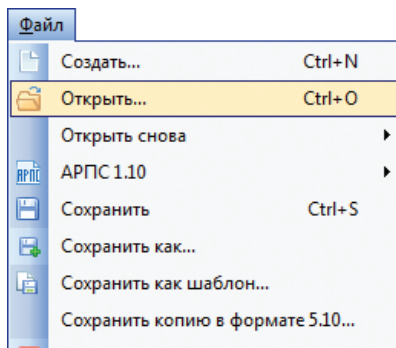 Файл
Создать... Ctrl+N
Открыть... Ctrl+O
Открыть снова
АРПС 1.10
Сохранить Ctrl+S
Сохранить как...
Сохранить как шаблон...
Сохранить копию в формате 5.10...